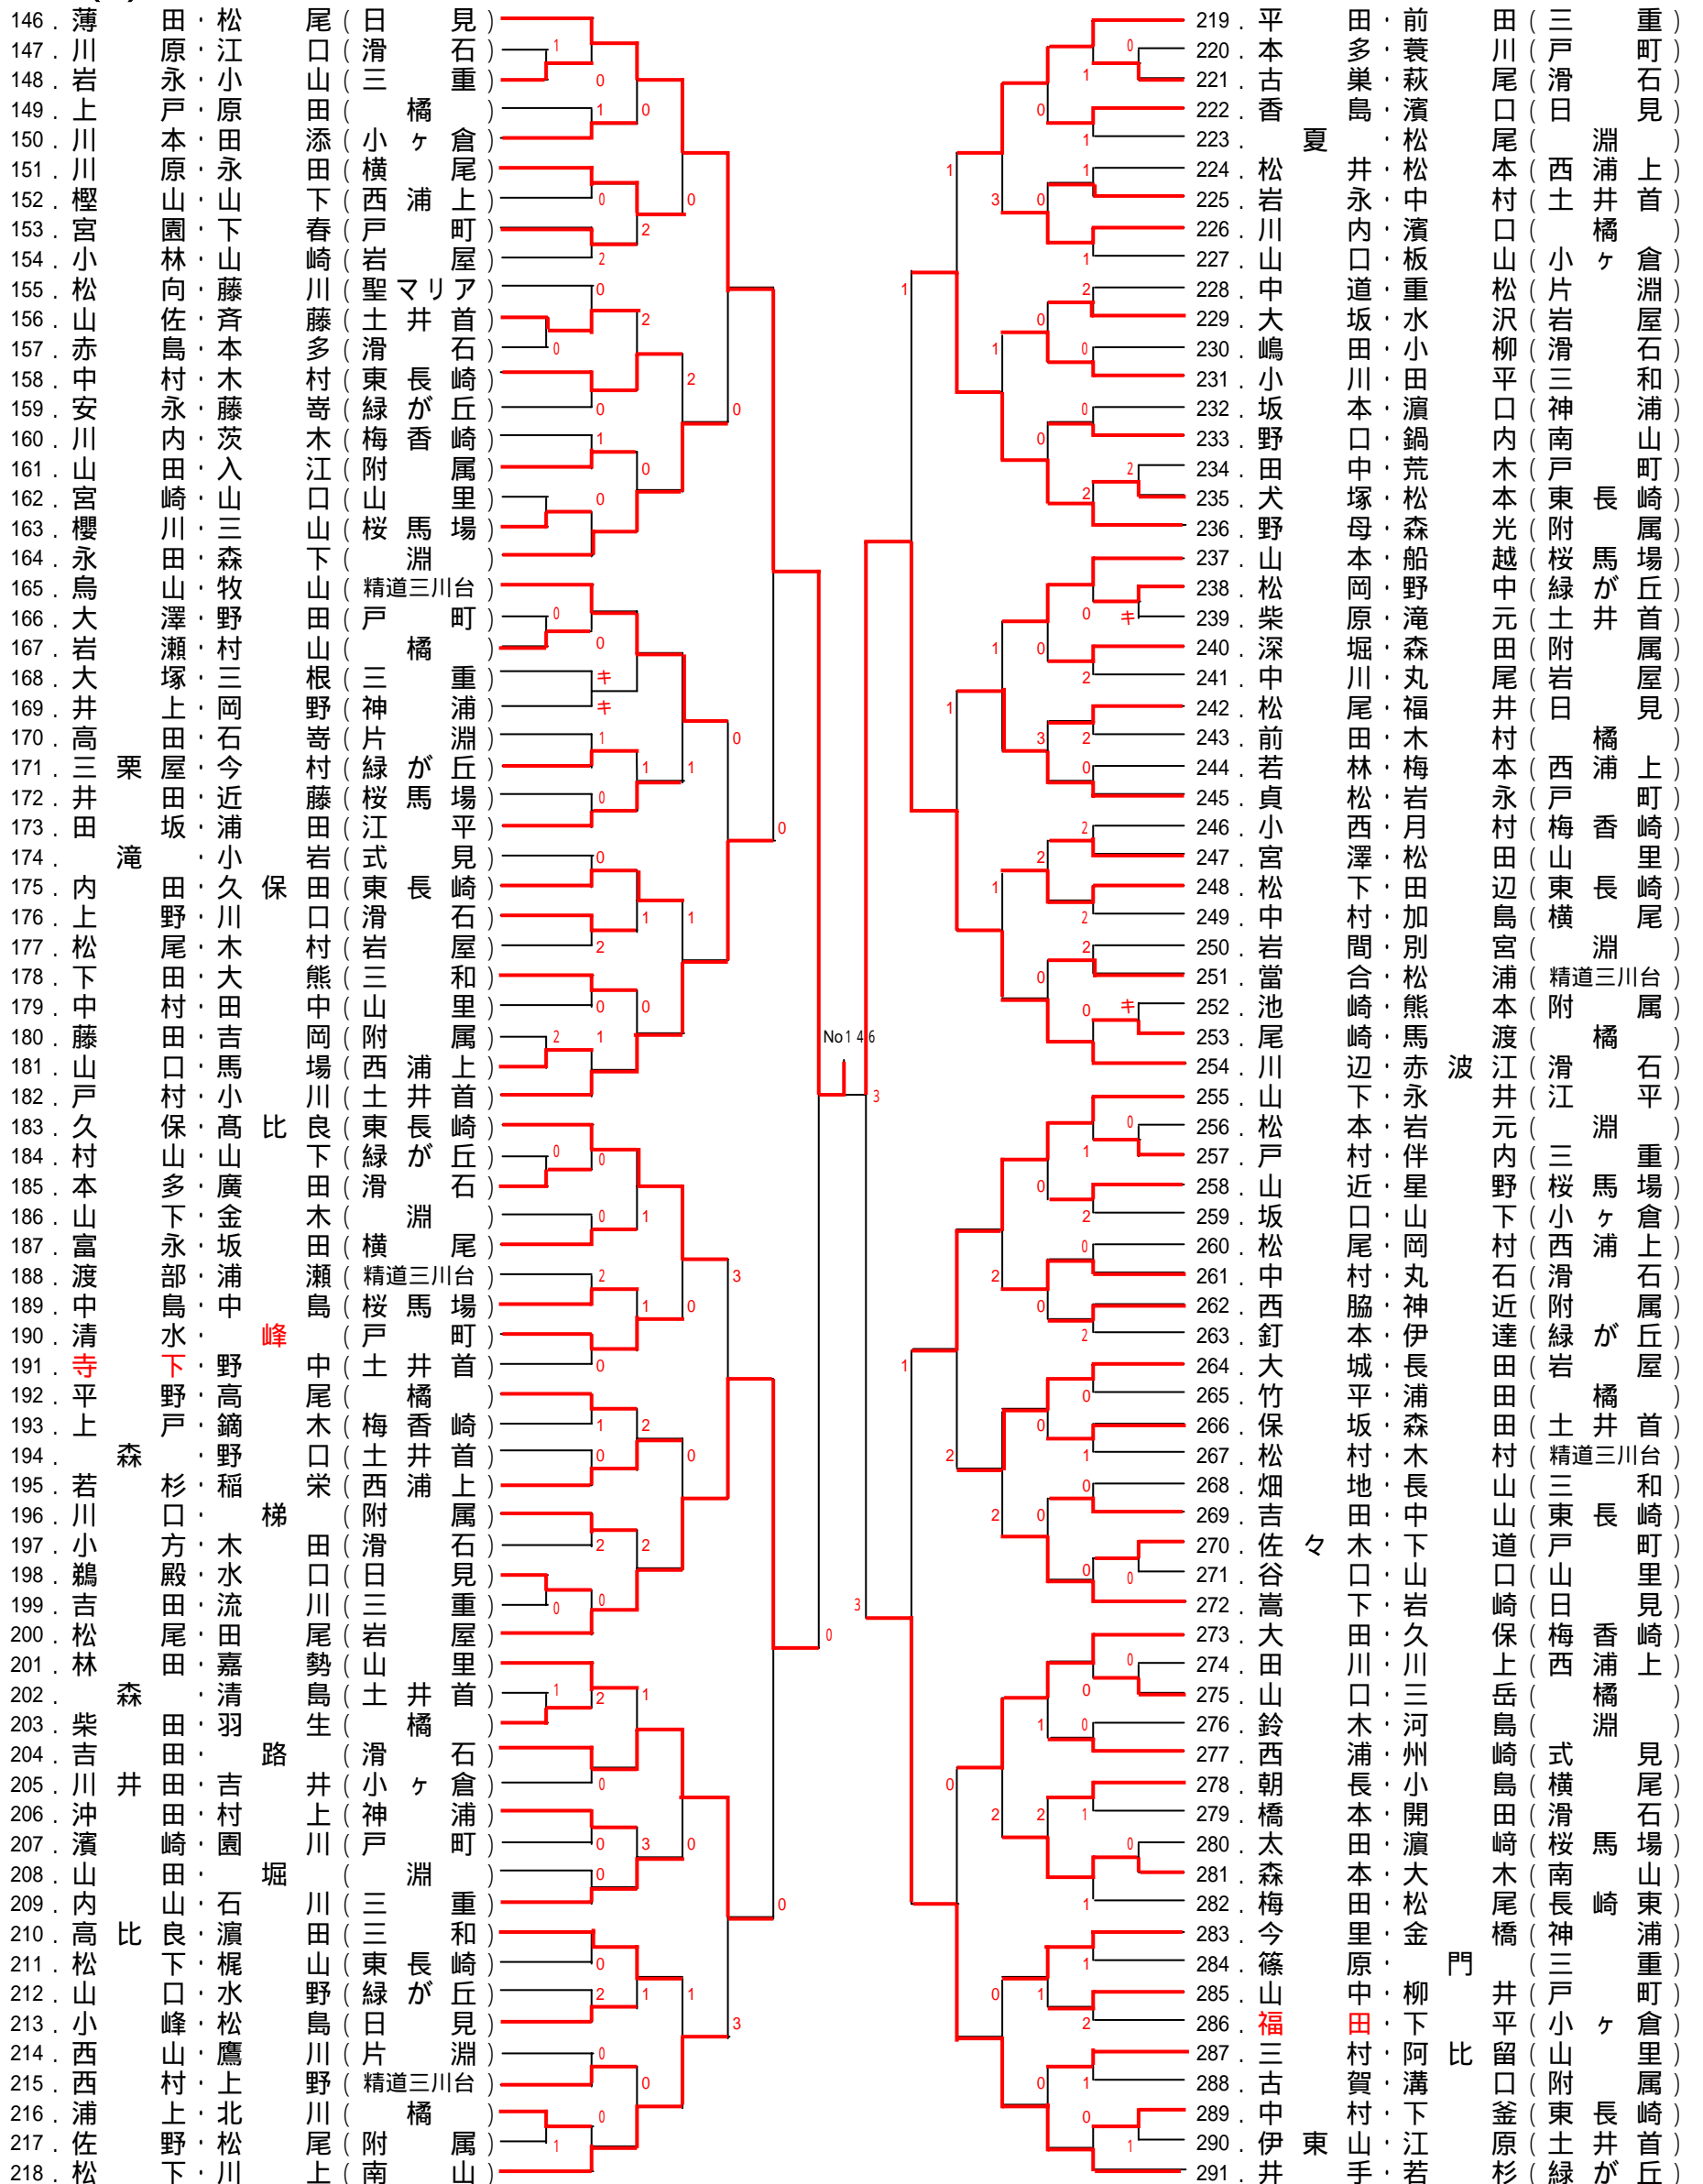 146 . 薄 田 ・ 松 尾 ( 日 見 )
147 . 川 原 ・ 江 口 ( 滑 石 )
148 . 岩 永 ・ 小 山 ( 三 重 )
149 . 上 戸 ・ 原 田 ( 橘 )
150 . 川 本 ・ 田 添 ( 小 ヶ 倉 )
151 . 川 原 ・ 永 田 ( 横 尾 )
152 . 樫 山 ・ 山 下 ( 西 浦 上 )
153 . 宮 園 ・ 下 春 ( 戸 町 )
154 . 小 林 ・ 山 崎 ( 岩 屋 )
155 . 松 向 ・ 藤 川 ( 聖 マ リ ア )
156 . 山 佐 ・ 斉 藤 ( 土 井 首 )
157 . 赤 島 ・ 本 多 ( 滑 石 )
158 . 中 村 ・ 木 村 ( 東 長 崎 )
159 . 安 永 ・ 藤 嵜 ( 緑 が 丘 )
160 . 川 内 ・ 茨 木 ( 梅 香 崎 )
161 . 山 田 ・ 入 江 ( 附 属 )
162 . 宮 崎 ・ 山 口 ( 山 里 )
163 . 櫻 川 ・ 三 山 ( 桜 馬 場 )
164 . 永 田 ・ 森 下 ( 淵 )
165 . 鳥 山 ・ 牧 山 ( 精道三川台 )
166 . 大 澤 ・ 野 田 ( 戸 町 )
167 . 岩 瀬 ・ 村 山 ( 橘 )
168 . 大 塚 ・ 三 根 ( 三 重 )
169 . 井 上 ・ 岡 野 ( 神 浦 )
170 . 高 田 ・ 石 嵜 ( 片 淵 )
171 . 三 栗 屋 ・ 今 村 ( 緑 が 丘 )
172 . 井 田 ・ 近 藤 ( 桜 馬 場 )
173 . 田 坂 ・ 浦 田 ( 江 平 )
174 . 滝 ・ 小 岩 ( 式 見 )
175 . 内 田 ・ 久 保 田 ( 東 長 崎 )
176 . 上 野 ・ 川 口 ( 滑 石 )
177 . 松 尾 ・ 木 村 ( 岩 屋 )
178 . 下 田 ・ 大 熊 ( 三 和 )
179 . 中 村 ・ 田 中 ( 山 里 )
180 . 藤 田 ・ 吉 岡 ( 附 属 )
181 . 山 口 ・ 馬 場 ( 西 浦 上 )
182 . 戸 村 ・ 小 川 ( 土 井 首 )
183 . 久 保 ・ 髙 比 良 ( 東 長 崎 )
184 . 村 山 ・ 山 下 ( 緑 が 丘 )
185 . 本 多 ・ 廣 田 ( 滑 石 )
186 . 山 下 ・ 金 木 ( 淵 )
187 . 富 永 ・ 坂 田 ( 横 尾 )
188 . 渡 部 ・ 浦 瀬 ( 精道三川台 )
189 . 中 島 ・ 中 島 ( 桜 馬 場 )
190 . 清 水 ・ 峰 ( 戸 町 )
191 . 寺 下 ・ 野 中 ( 土 井 首 )
192 . 平 野 ・ 高 尾 ( 橘 )
193 . 上 戸 ・ 鏑 木 ( 梅 香 崎 )
194 . 森 ・ 野 口 ( 土 井 首 )
195 . 若 杉 ・ 稲 栄 ( 西 浦 上 )
196 . 川 口 ・ 梯 ( 附 属 )
197 . 小 方 ・ 木 田 ( 滑 石 )
198 . 鵜 殿 ・ 水 口 ( 日 見 )
199 . 吉 田 ・ 流 川 ( 三 重 )
200 . 松 尾 ・ 田 尾 ( 岩 屋 )
201 . 林 田 ・ 嘉 勢 ( 山 里 )
202 . 森 ・ 清 島 ( 土 井 首 )
203 . 柴 田 ・ 羽 生 ( 橘 )
204 . 吉 田 ・ 路 ( 滑 石 )
205 . 川 井 田 ・ 吉 井 ( 小 ヶ 倉 )
206 . 沖 田 ・ 村 上 ( 神 浦 )
207 . 濱 崎 ・ 園 川 ( 戸 町 )
208 . 山 田 ・ 堀 ( 淵 )
209 . 内 山 ・ 石 川 ( 三 重 )
210 . 高 比 良 ・ 濵 田 ( 三 和 )
211 . 松 下 ・ 梶 山 ( 東 長 崎 )
212 . 山 口 ・ 水 野 ( 緑 が 丘 )
213 . 小 峰 ・ 松 島 ( 日 見 )
214 . 西 山 ・ 鷹 川 ( 片 淵 )
215 . 西 村 ・ 上 野 ( 精道三川台 )
216 . 浦 上 ・ 北 川 ( 橘 )
217 . 佐 野 ・ 松 尾 ( 附 属 )
218 . 松 下 ・ 川 上 ( 南 山 )
No146
219 . 平 田 ・ 前 田 ( 三 重 )
220 . 本 多 ・ 蓑 川 ( 戸 町 )
221 . 古 巣 ・ 萩 尾 ( 滑 石 )
222 . 香 島 ・ 濱 口 ( 日 見 )
223 . 夏 ・ 松 尾 ( 淵 )
224 . 松 井 ・ 松 本 ( 西 浦 上 )
225 . 岩 永 ・ 中 村 ( 土 井 首 )
226 . 川 内 ・ 濱 口 ( 橘 )
227 . 山 口 ・ 板 山 ( 小 ヶ 倉 )
228 . 中 道 ・ 重 松 ( 片 淵 )
229 . 大 坂 ・ 水 沢 ( 岩 屋 )
230 . 嶋 田 ・ 小 柳 ( 滑 石 )
231 . 小 川 ・ 田 平 ( 三 和 )
232 . 坂 本 ・ 濵 口 ( 神 浦 )
233 . 野 口 ・ 鍋 内 ( 南 山 )
234 . 田 中 ・ 荒 木 ( 戸 町 )
235 . 犬 塚 ・ 松 本 ( 東 長 崎 )
236 . 野 母 ・ 森 光 ( 附 属 )
237 . 山 本 ・ 船 越 ( 桜 馬 場 )
238 . 松 岡 ・ 野 中 ( 緑 が 丘 )
239 . 柴 原 ・ 滝 元 ( 土 井 首 )
240 . 深 堀 ・ 森 田 ( 附 属 )
241 . 中 川 ・ 丸 尾 ( 岩 屋 )
242 . 松 尾 ・ 福 井 ( 日 見 )
243 . 前 田 ・ 木 村 ( 橘 )
244 . 若 林 ・ 梅 本 ( 西 浦 上 )
245 . 貞 松 ・ 岩 永 ( 戸 町 )
246 . 小 西 ・ 月 村 ( 梅 香 崎 )
247 . 宮 澤 ・ 松 田 ( 山 里 )
248 . 松 下 ・ 田 辺 ( 東 長 崎 )
249 . 中 村 ・ 加 島 ( 横 尾 )
250 . 岩 間 ・ 別 宮 ( 淵 )
251 . 當 合 ・ 松 浦 ( 精道三川台 )
252 . 池 崎 ・ 熊 本 ( 附 属 )
253 . 尾 崎 ・ 馬 渡 ( 橘 )
254 . 川 辺 ・ 赤 波 江 ( 滑 石 )
255 . 山 下 ・ 永 井 ( 江 平 )
256 . 松 本 ・ 岩 元 ( 淵 )
257 . 戸 村 ・ 伴 内 ( 三 重 )
258 . 山 近 ・ 星 野 ( 桜 馬 場 )
259 . 坂 口 ・ 山 下 ( 小 ヶ 倉 )
260 . 松 尾 ・ 岡 村 ( 西 浦 上 )
261 . 中 村 ・ 丸 石 ( 滑 石 )
262 . 西 脇 ・ 神 近 ( 附 属 )
263 . 釘 本 ・ 伊 達 ( 緑 が 丘 )
264 . 大 城 ・ 長 田 ( 岩 屋 )
265 . 竹 平 ・ 浦 田 ( 橘 )
266 . 保 坂 ・ 森 田 ( 土 井 首 )
267 . 松 村 ・ 木 村 ( 精道三川台 )
268 . 畑 地 ・ 長 山 ( 三 和 )
269 . 吉 田 ・ 中 山 ( 東 長 崎 )
270 . 佐 々 木 ・ 下 道 ( 戸 町 )
271 . 谷 口 ・ 山 口 ( 山 里 )
272 . 嵩 下 ・ 岩 崎 ( 日 見 )
273 . 大 田 ・ 久 保 ( 梅 香 崎 )
274 . 田 川 ・ 川 上 ( 西 浦 上 )
275 . 山 口 ・ 三 岳 ( 橘 )
276 . 鈴 木 ・ 河 島 ( 淵 )
277 . 西 浦 ・ 州 崎 ( 式 見 )
278 . 朝 長 ・ 小 島 ( 横 尾 )
279 . 橋 本 ・ 開 田 ( 滑 石 )
280 . 太 田 ・ 濵 﨑 ( 桜 馬 場 )
281 . 森 本 ・ 大 木 ( 南 山 )
282 . 梅 田 ・ 松 尾 ( 長 崎 東 )
283 . 今 里 ・ 金 橋 ( 神 浦 )
284 . 篠 原 ・ 門 ( 三 重 )
285 . 山 中 ・ 柳 井 ( 戸 町 )
286 . 福 田 ・ 下 平 ( 小 ヶ 倉 )
287 . 三 村 ・ 阿 比 留 ( 山 里 )
288 . 古 賀 ・ 溝 口 ( 附 属 )
289 . 中 村 ・ 下 釜 ( 東 長 崎 )
290 . 伊 東 山 ・ 江 原 ( 土 井 首 )
291 . 井 手 ・ 若 杉 ( 緑 が 丘 )